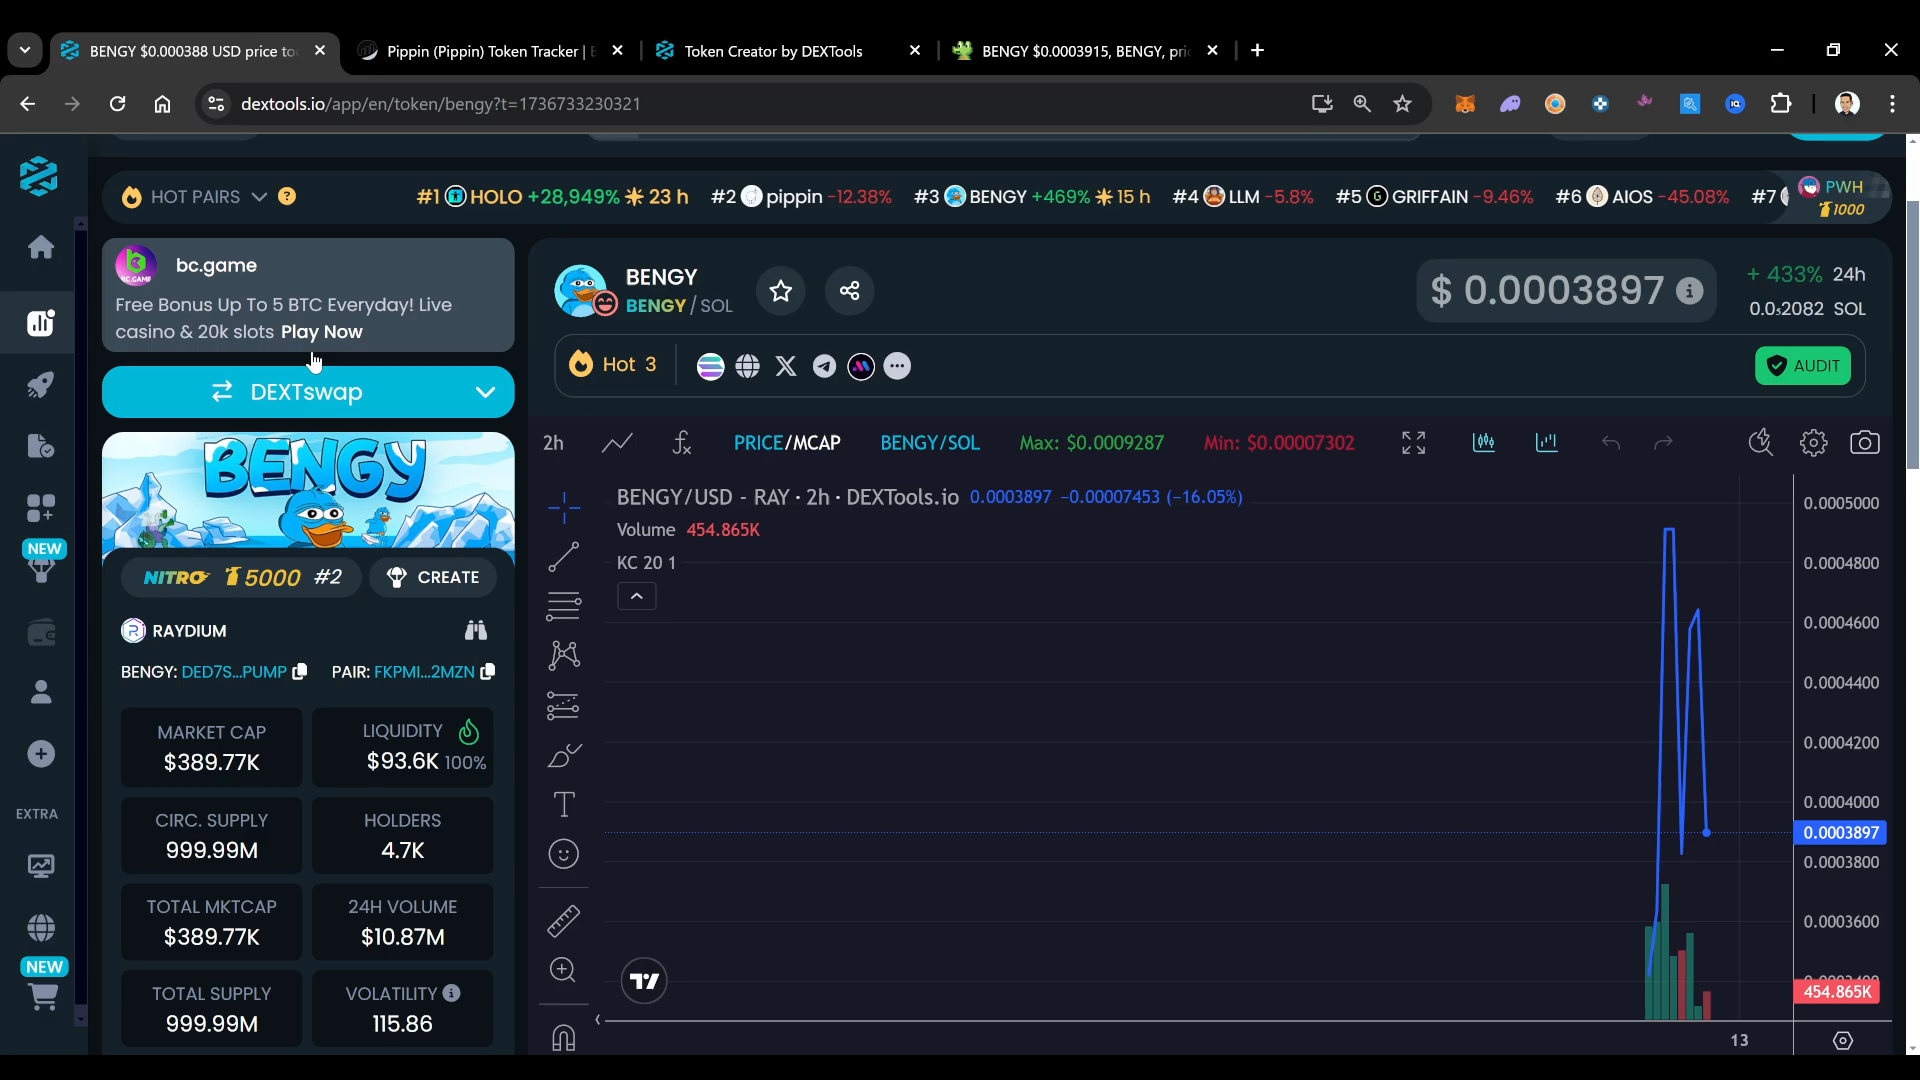 BENGY $0.000388 USD price to
Pippin (Pippin) Token Tracker | E
Token Creator by DEXTools
BENGY $0.0003915, BENGY, pri
dextools.io/app/en/token/bengy?t=1736733230321
HOT PAIRS ?
#1 HOLO +28,949% 23 h #2 pippin -12.38% #3 BENGY +469% 15 h #4 LLM -5.8% #5 GRIFFAIN -9.46% #6 AIOS -45.08% #7
PWH
1000
bc.game
BC.GAME
Free Bonus Up To 5 BTC Everyday! Live
casino & 20k slots Play Now
DEXTswap
BENGY
NITRO 5000 #2
CREATE
RAYDIUM
BENGY: DED7S...PUMP PAIR: FKPMI...2MZN
MARKET CAP
$389.77K
LIQUIDITY
$93.6K 100%
CIRC. SUPPLY
999.99M
HOLDERS
4.7K
TOTAL MKTCAP
$389.77K
24H VOLUME
$10.87M
TOTAL SUPPLY
999.99M
VOLATILITY
115.86
NEW
EXTRA
NEW
BENGY
BENGY/SOL
$ 0.0003897
+ 433% 24h
0.0₅2082 SOL
Hot 3
AUDIT
2h PRICE/MCAP BENGY/SOL Max: $0.0009287 Min: $0.00007302
BENGY/USD - RAY · 2h · DEXTools.io 0.0003897 −0.00007453 (−16.05%)
Volume 454.865K
KC 20 1
0.0005000
0.0004800
0.0004600
0.0004400
0.0004200
0.0004000
0.0003897
0.0003800
0.0003600
454.865K
13